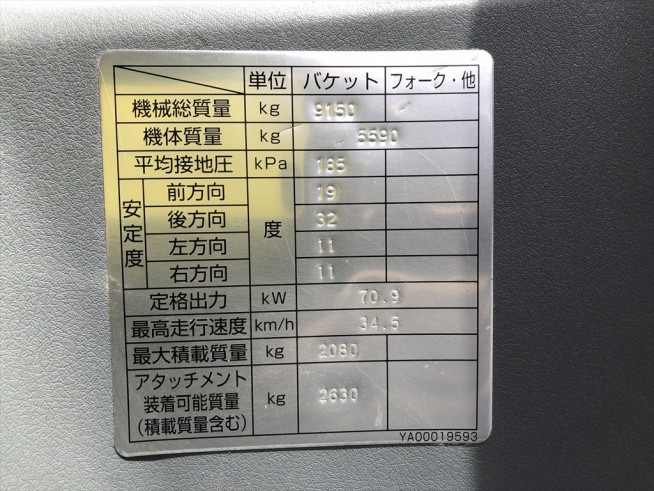 単位 バケット フォーク・他
機械総質量 kg 9150
機体質量 kg 5590
平均接地圧 kPa 185
安定度 前方向 度 19
後方向 32
左方向 11
右方向 11
定格出力 kW 70.9
最高走行速度 km/h 34.5
最大積載質量 kg 2080
アタッチメント
装着可能質量 kg 2630
(積載質量含む)
YA00019593